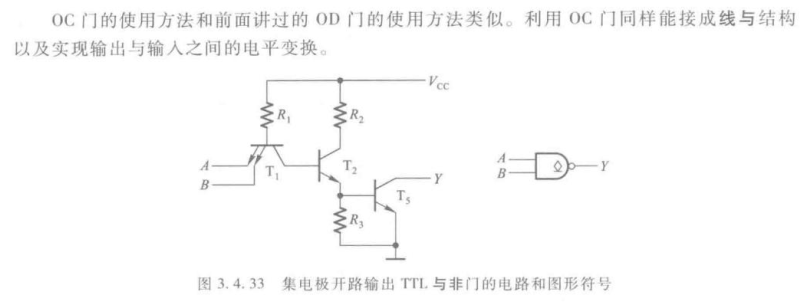 OC 门的使用方法和前面讲过的 OD 门的使用方法类似。利用 OC 门同样能接成线与结构
以及实现输出与输入之间的电平变换。
V_CC
R_1
R_2
A
B
T_1
T_2
Y
T_5
R_3
A
B
Y
图 3.4.33 集电极开路输出 TTL 与非门的电路和图形符号